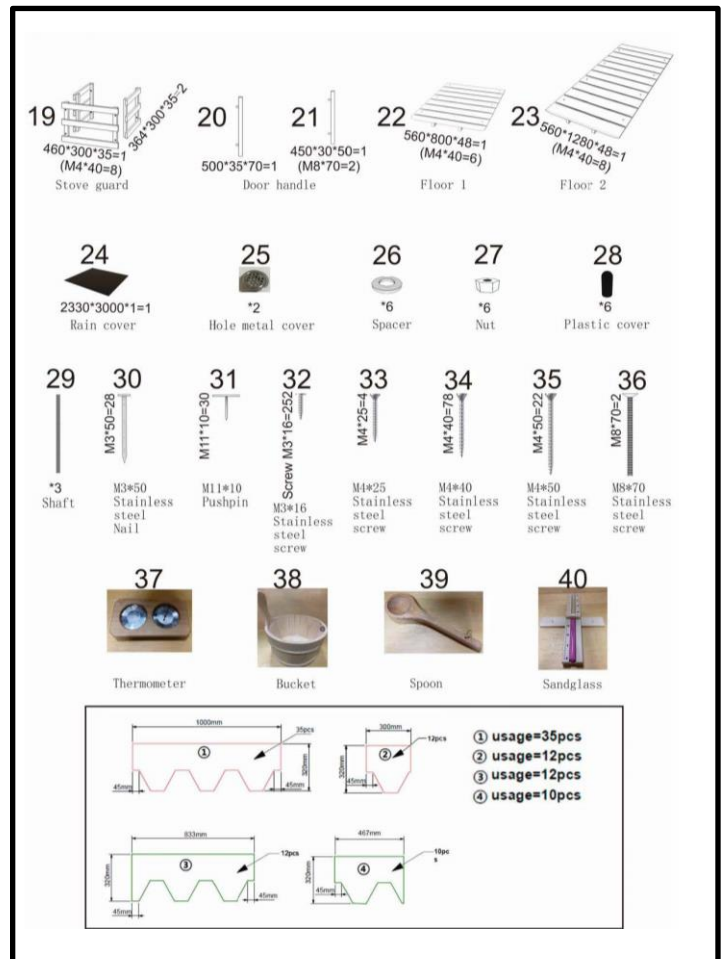 19
460*300*35=1
(M4*40=8)
364*300*35=2
Stove guard
20
500*35*70=1
21
450*30*50=1
(M8*70=2)
Door handle
22
560*800*48=1
(M4*40=6)
Floor 1
23
560*1280*48=1
(M4*40=8)
Floor 2
24
2330*3000*1=1
Rain cover
25
*2
Hole metal cover
26
*6
Spacer
27
*6
Nut
28
*6
Plastic cover
29
*3
Shaft
30
M3*50=28
M3*50
Stainless
steel
Nail
31
M11*10=30
M11*10
Pushpin
32
Screw M3*16=252
M3*16
Stainless
steel
screw
33
M4*25=4
M4*25
Stainless
steel
screw
34
M4*40=78
M4*40
Stainless
steel
screw
35
M4*50=22
M4*50
Stainless
steel
screw
36
M8*70=2
M8*70
Stainless
steel
screw
37
Thermometer
38
Bucket
39
Spoon
40
Sandglass
1000mm
35pcs
①
320mm
45mm
45mm
300mm
12pcs
②
320mm
45mm
① usage=35pcs
② usage=12pcs
③ usage=12pcs
④ usage=10pcs
833mm
12pcs
③
320mm
45mm
45mm
467mm
10pc
s
④
320mm
45mm